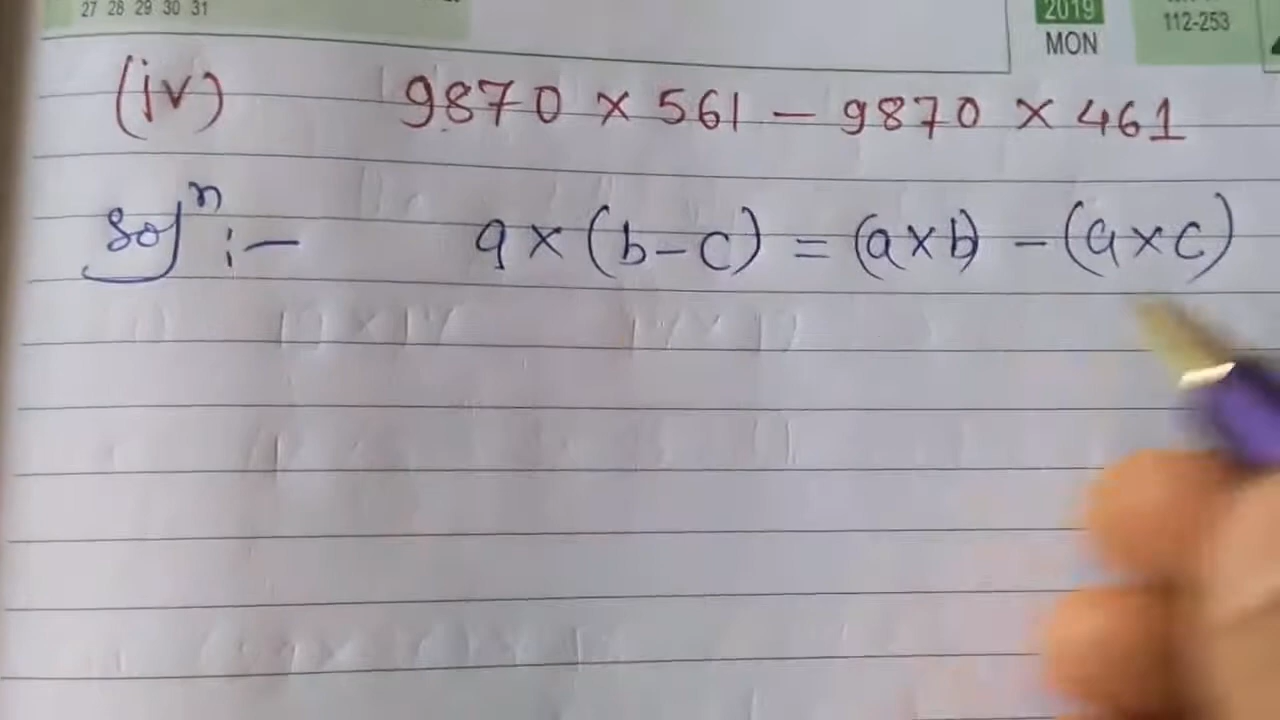 27 28 29 30 31
2019
MON
112-253
(iv) 9870 × 561 – 9870 × 461
Solⁿ :– a×(b–c) = (a×b) – (a×c)